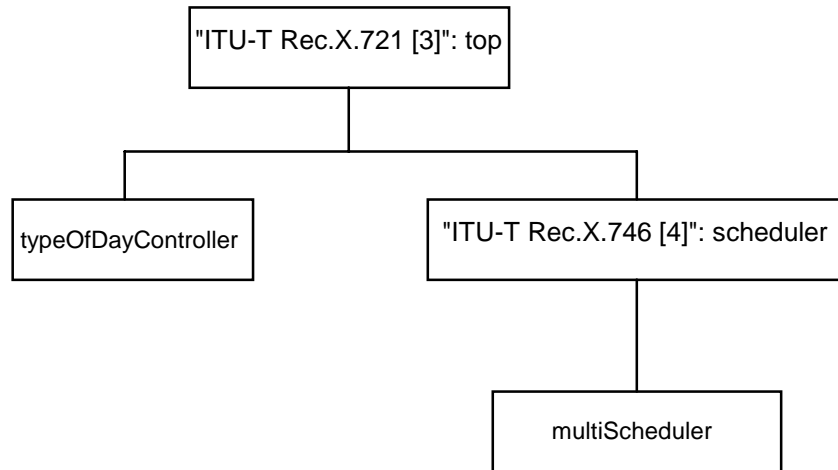 "ITU-T Rec.X.721 [3]": top
typeOfDayController
"ITU-T Rec.X.746 [4]": scheduler
multiScheduler